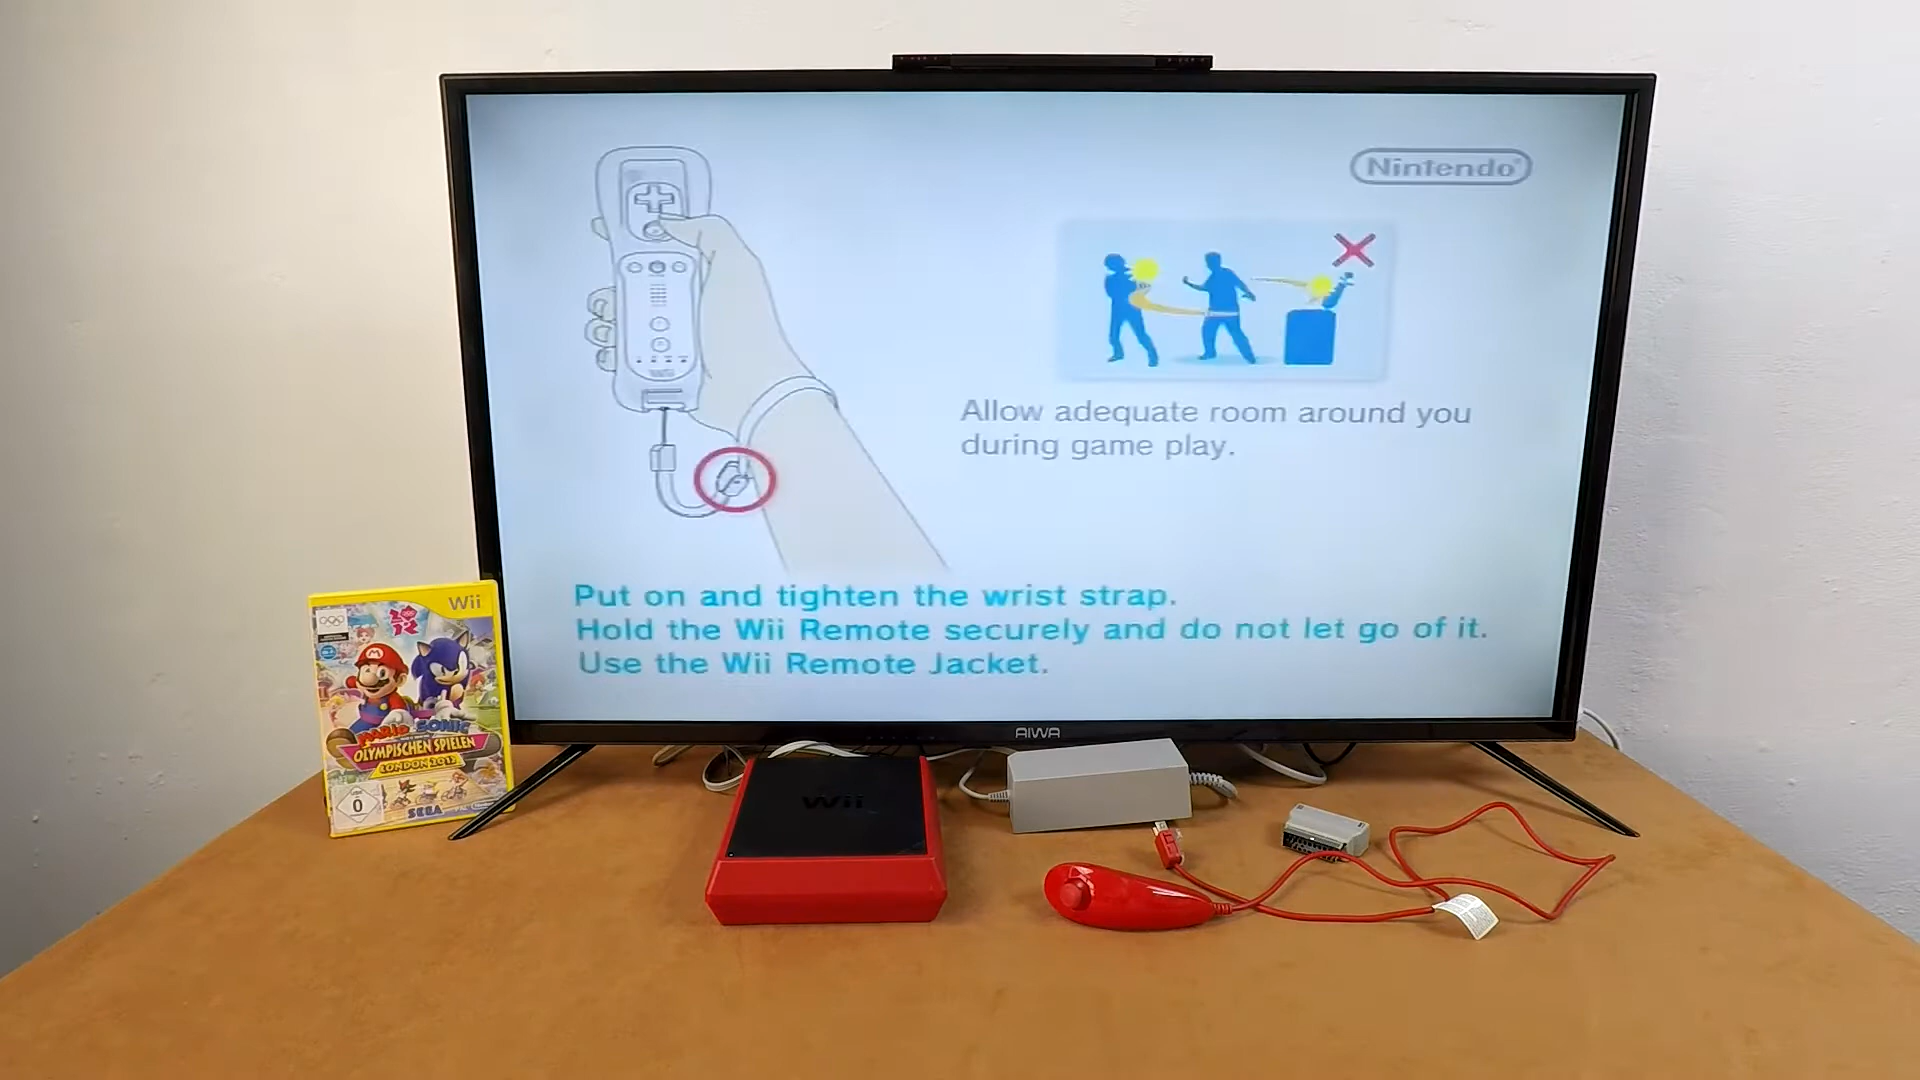 Nintendo®
Allow adequate room around you
during game play.
Put on and tighten the wrist strap.
Hold the Wii Remote securely and do not let go of it.
Use the Wii Remote Jacket.
AIWA
Wii
MARIO SONIC
OLYMPISCHEN SPIELEN
LONDON 2012
0
SEGA
Wii